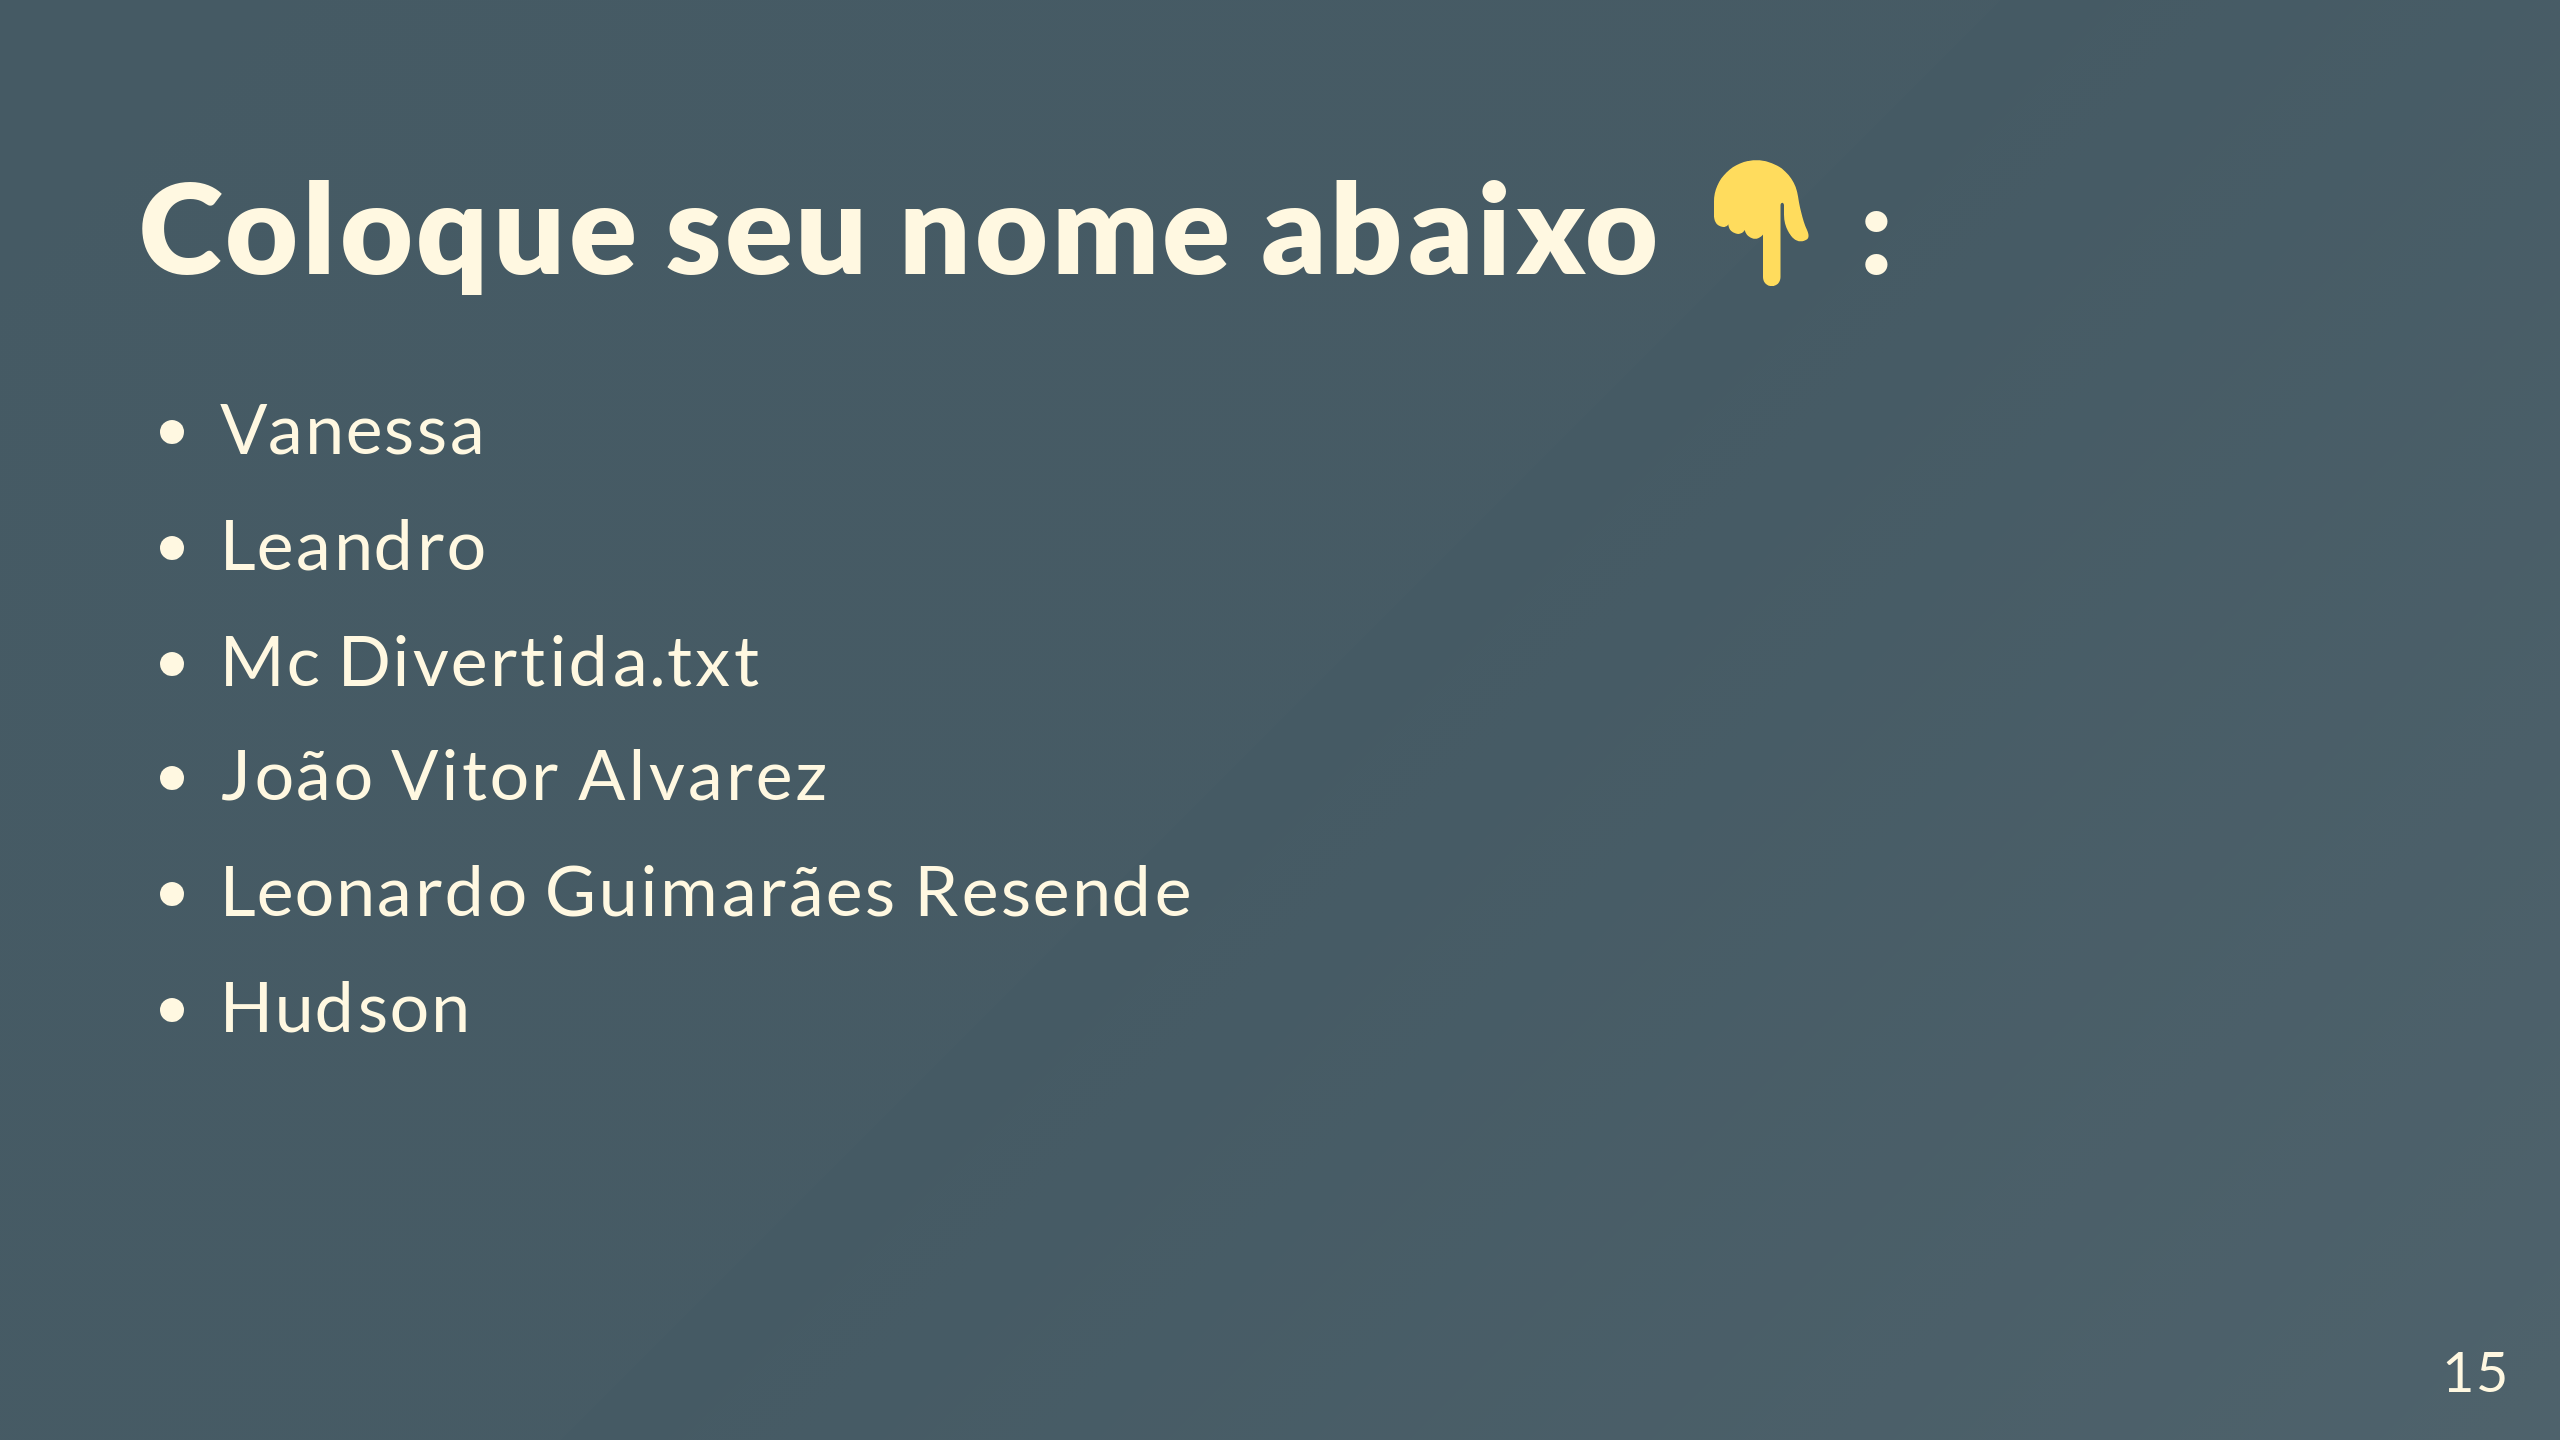 Coloque seu nome abaixo 👇 :
• Vanessa
• Leandro
• Mc Divertida.txt
• João Vitor Alvarez
• Leonardo Guimarães Resende
• Hudson
15